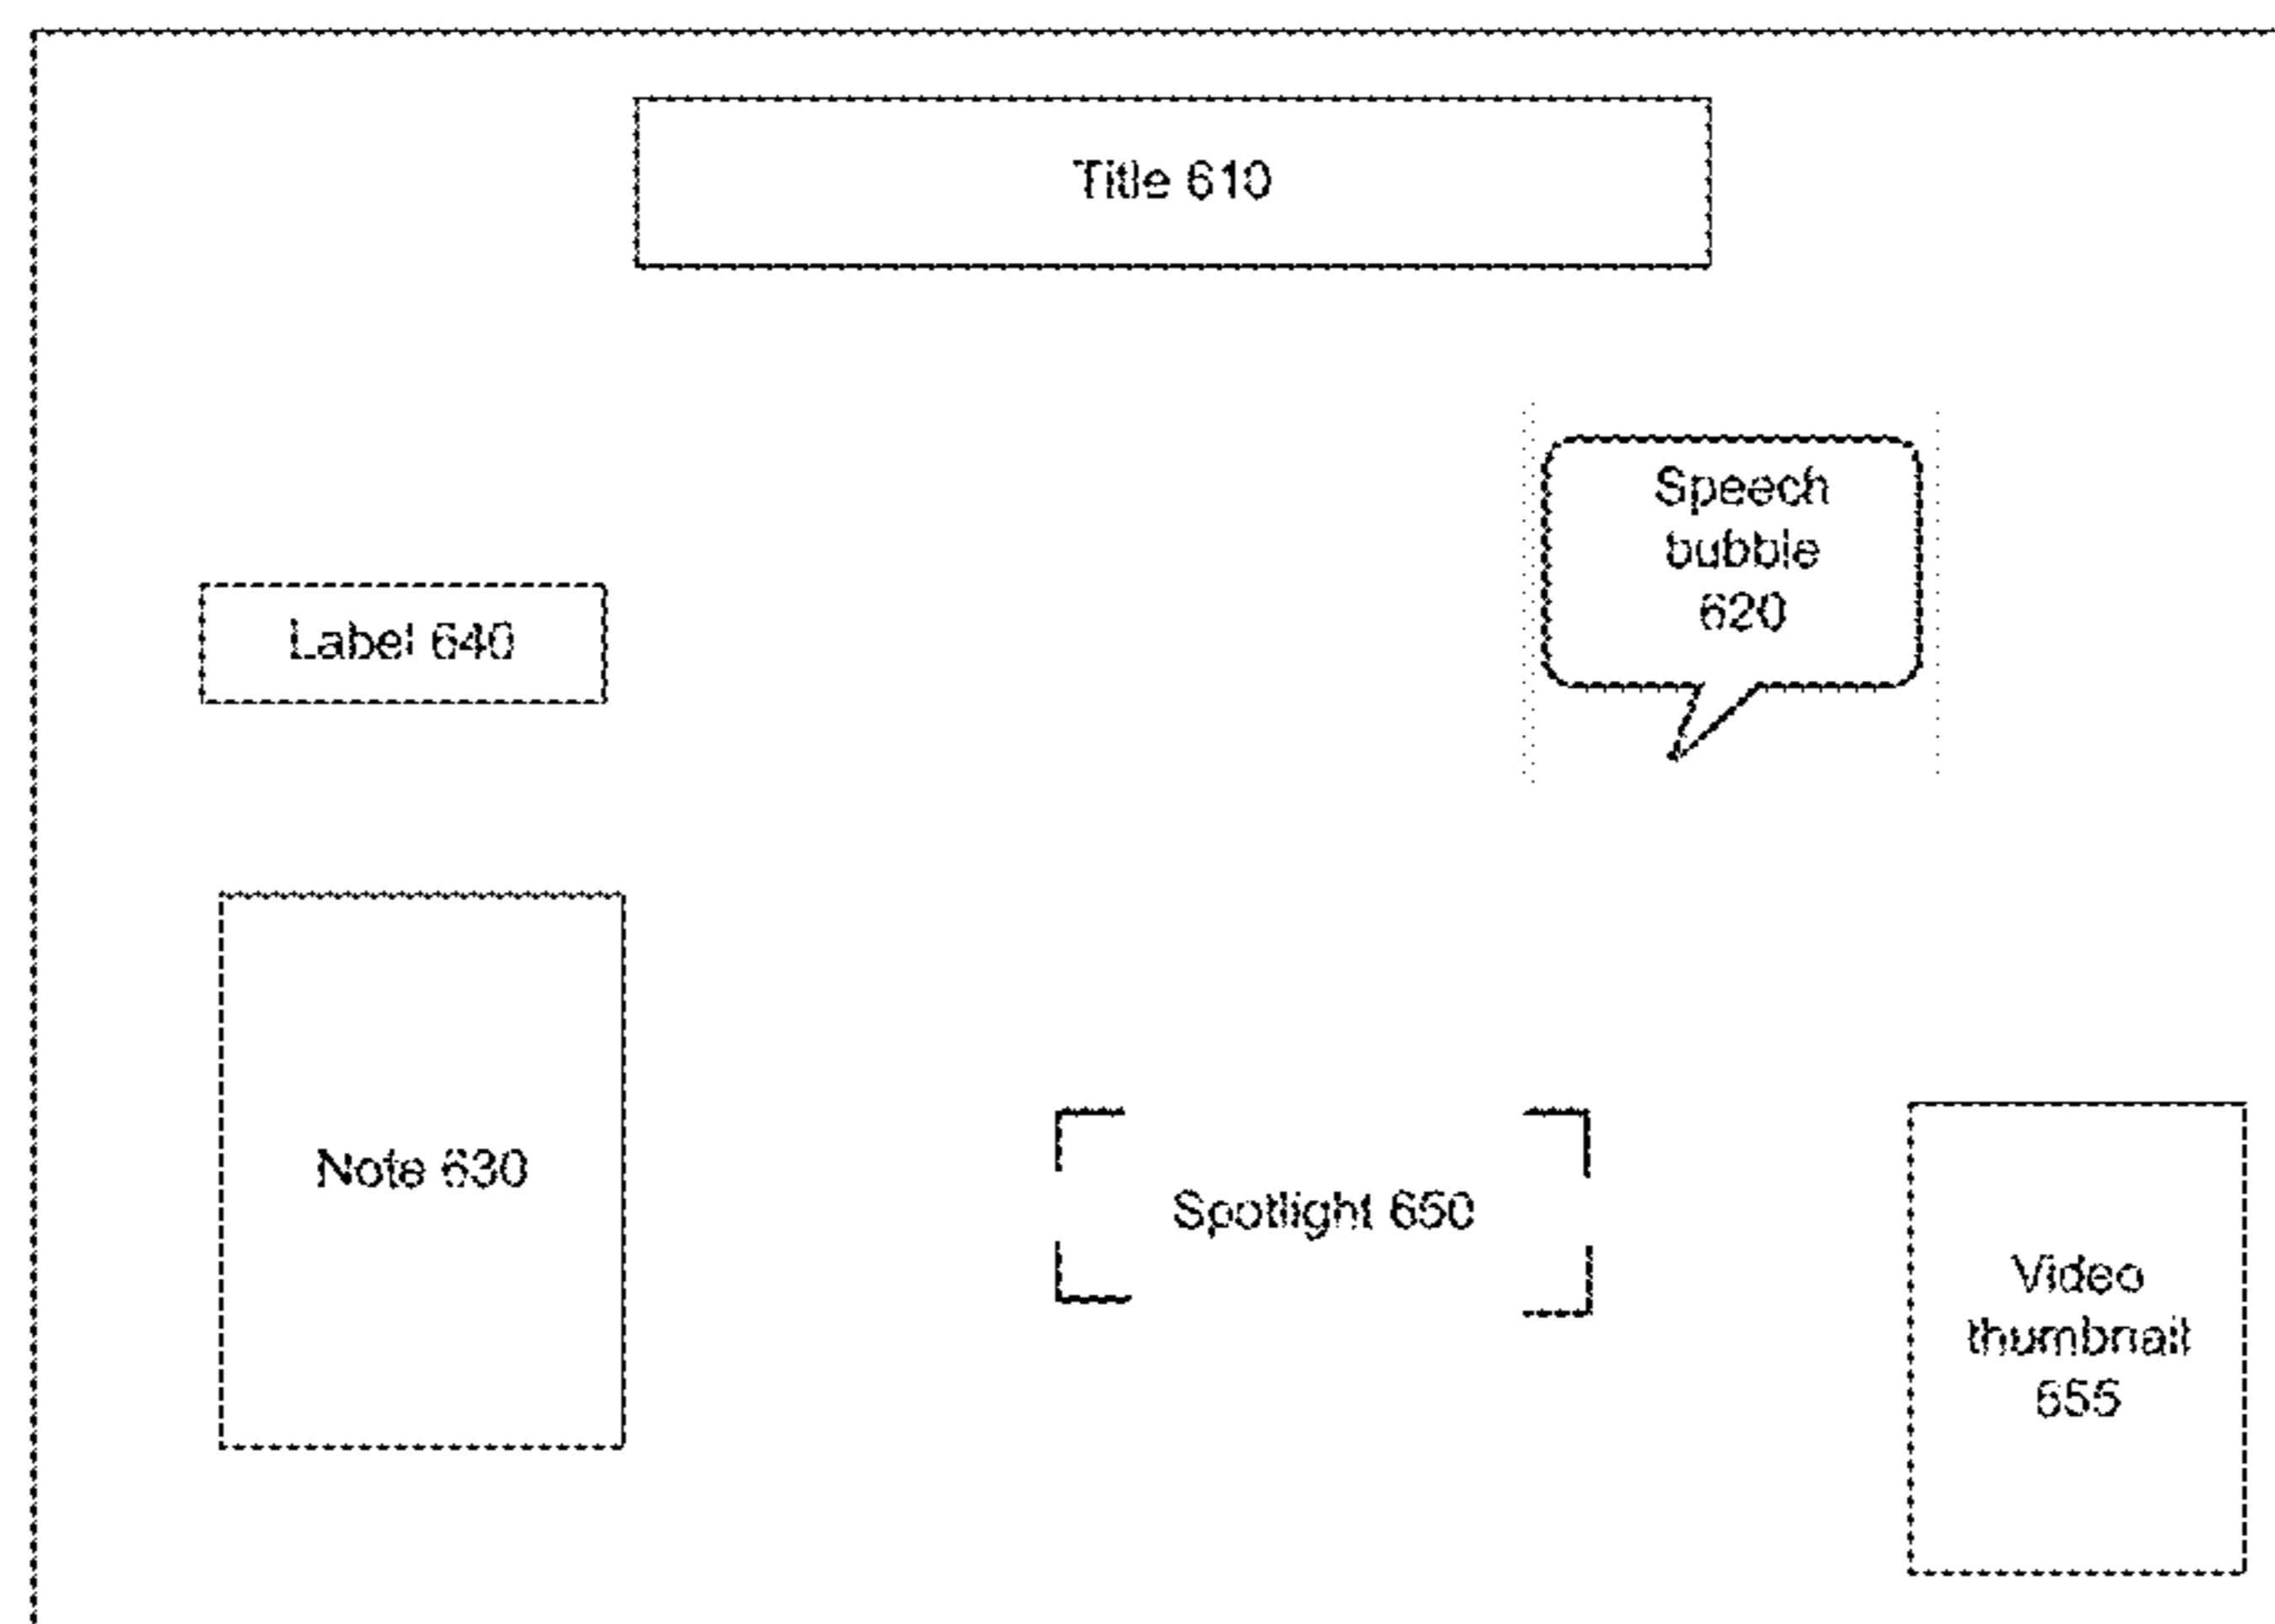 Title 610
Speech
bubble
620
Label 640
Note 630
Spotlight 650
Video
thumbnail
655